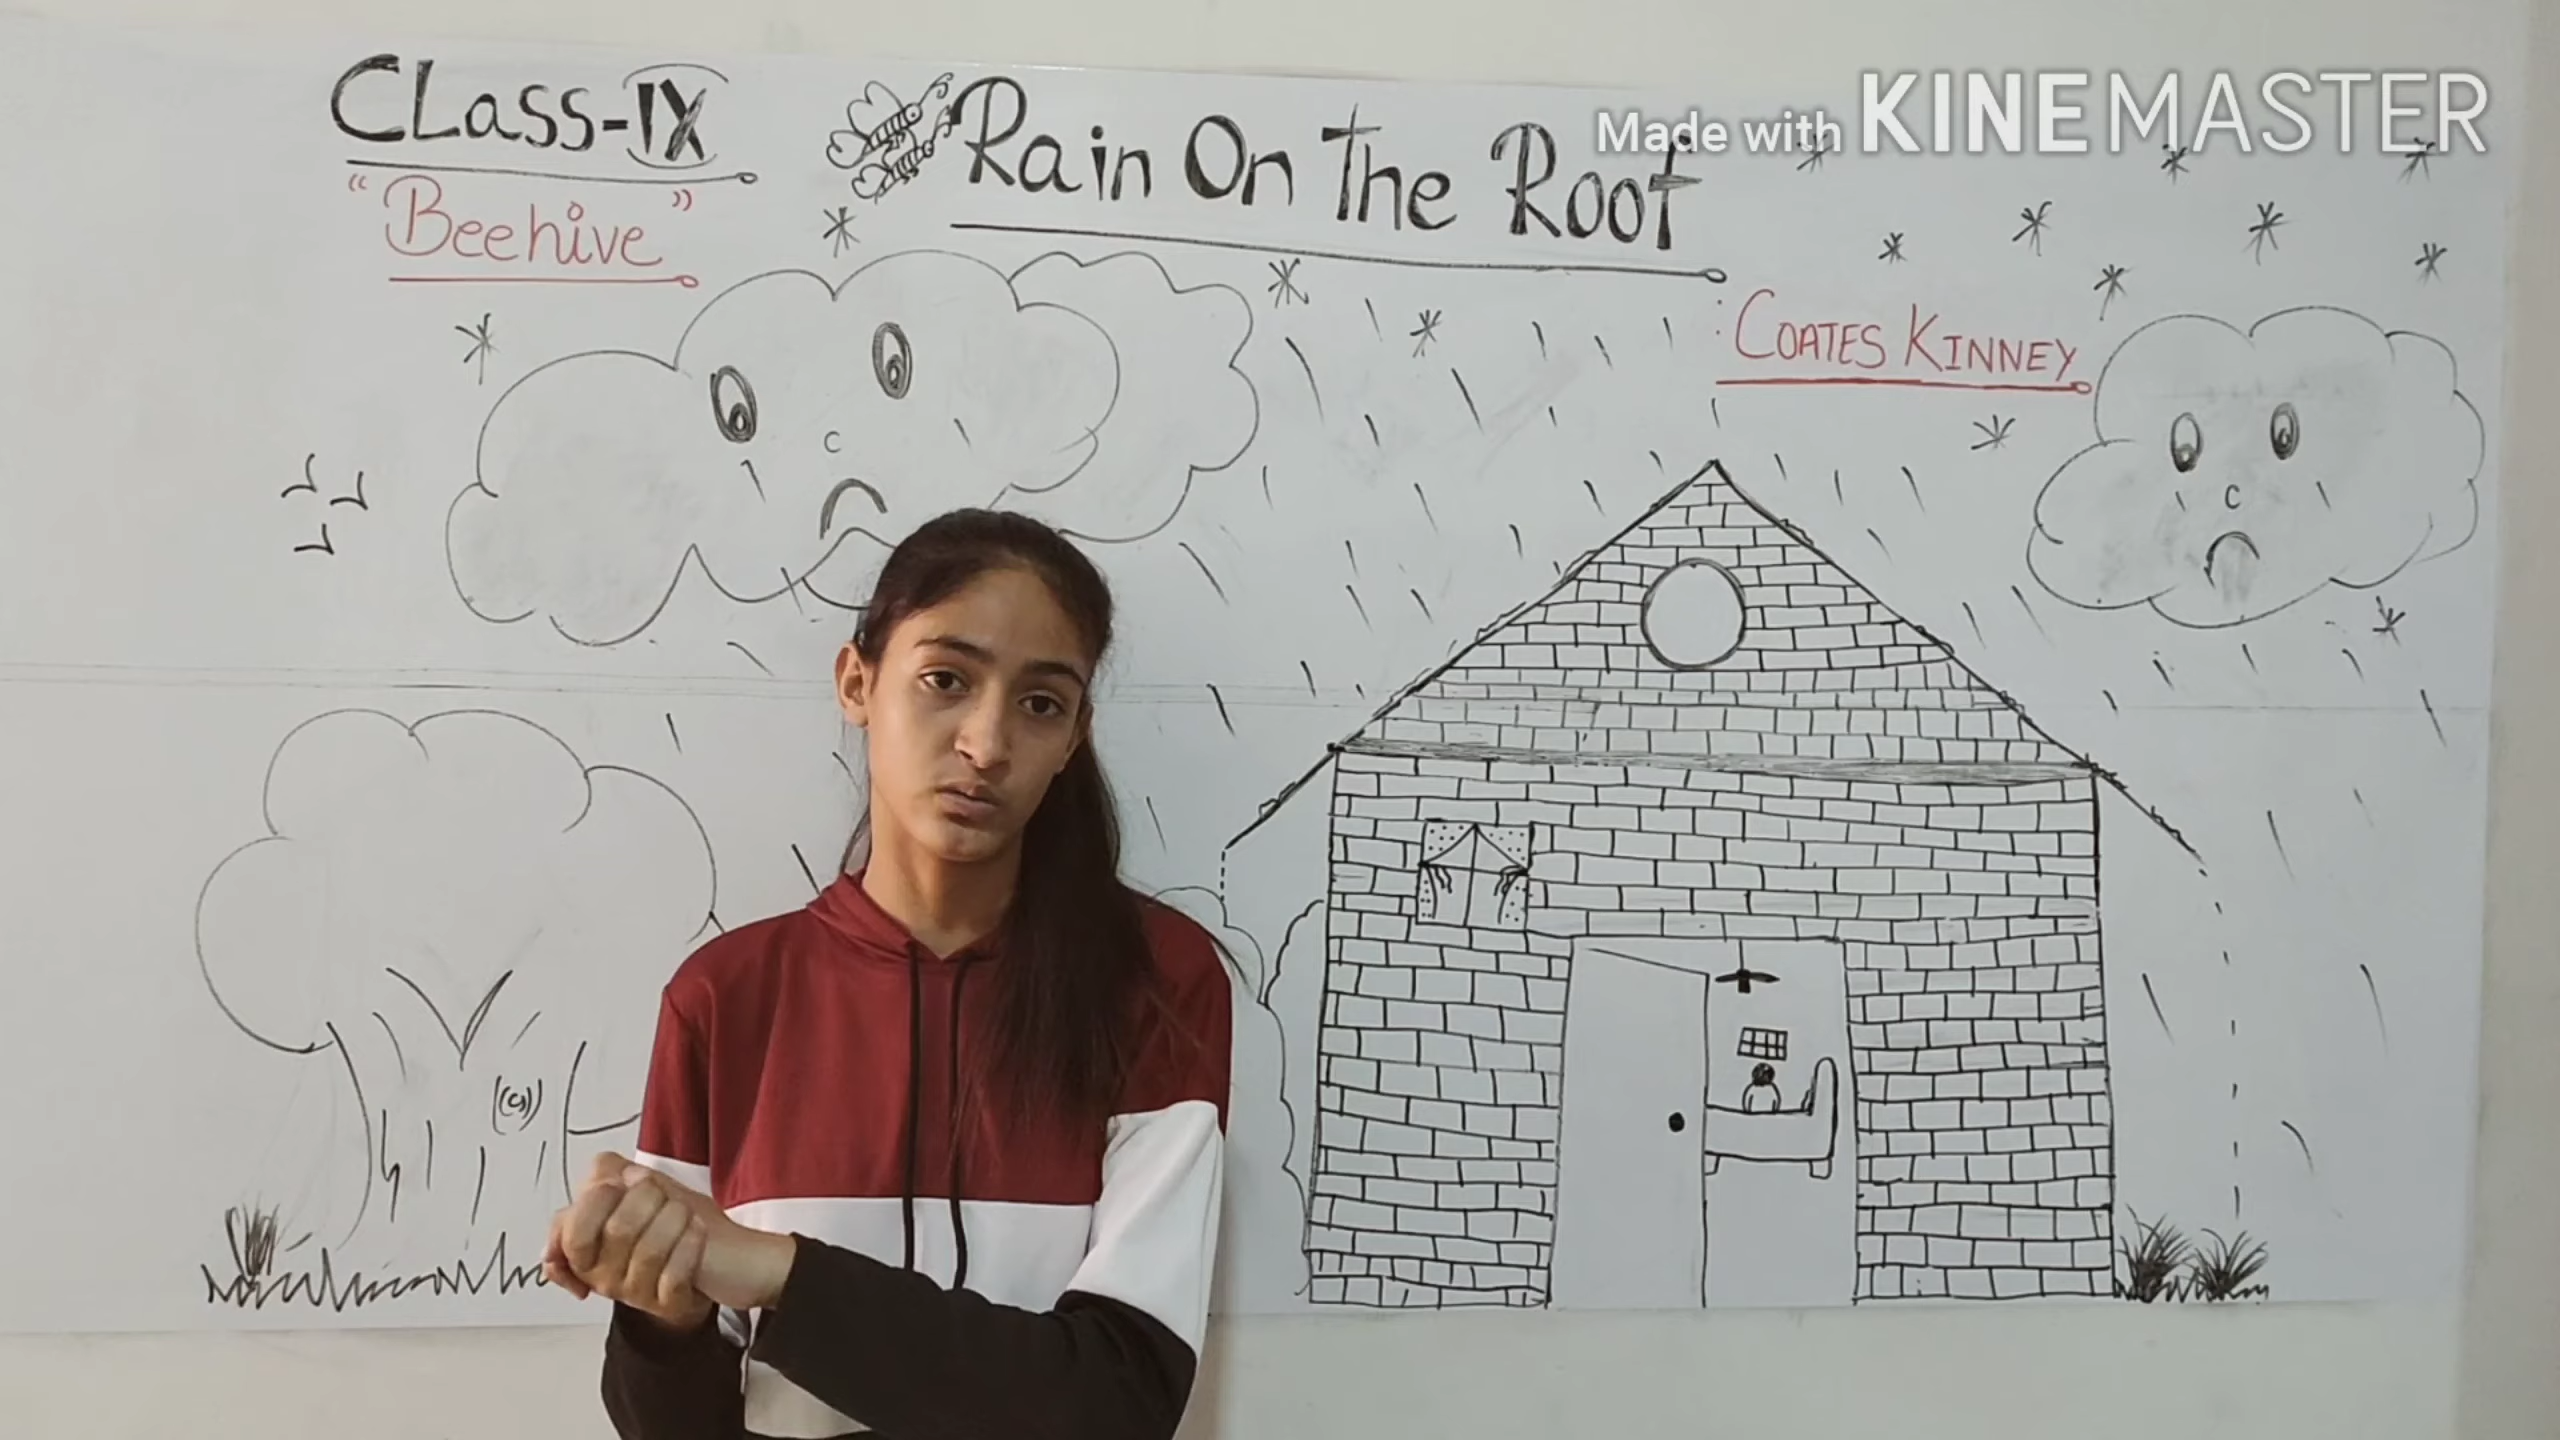 CLass-IX
"Beehive"
Rain On The Roof
: COATES KINNEY
Made with KINEMASTER